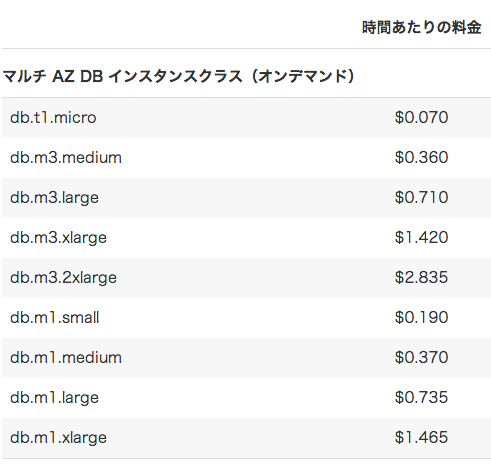 時間あたりの料金
マルチ AZ DB インスタンスクラス（オンデマンド）
db.t1.micro $0.070
db.m3.medium $0.360
db.m3.large $0.710
db.m3.xlarge $1.420
db.m3.2xlarge $2.835
db.m1.small $0.190
db.m1.medium $0.370
db.m1.large $0.735
db.m1.xlarge $1.465